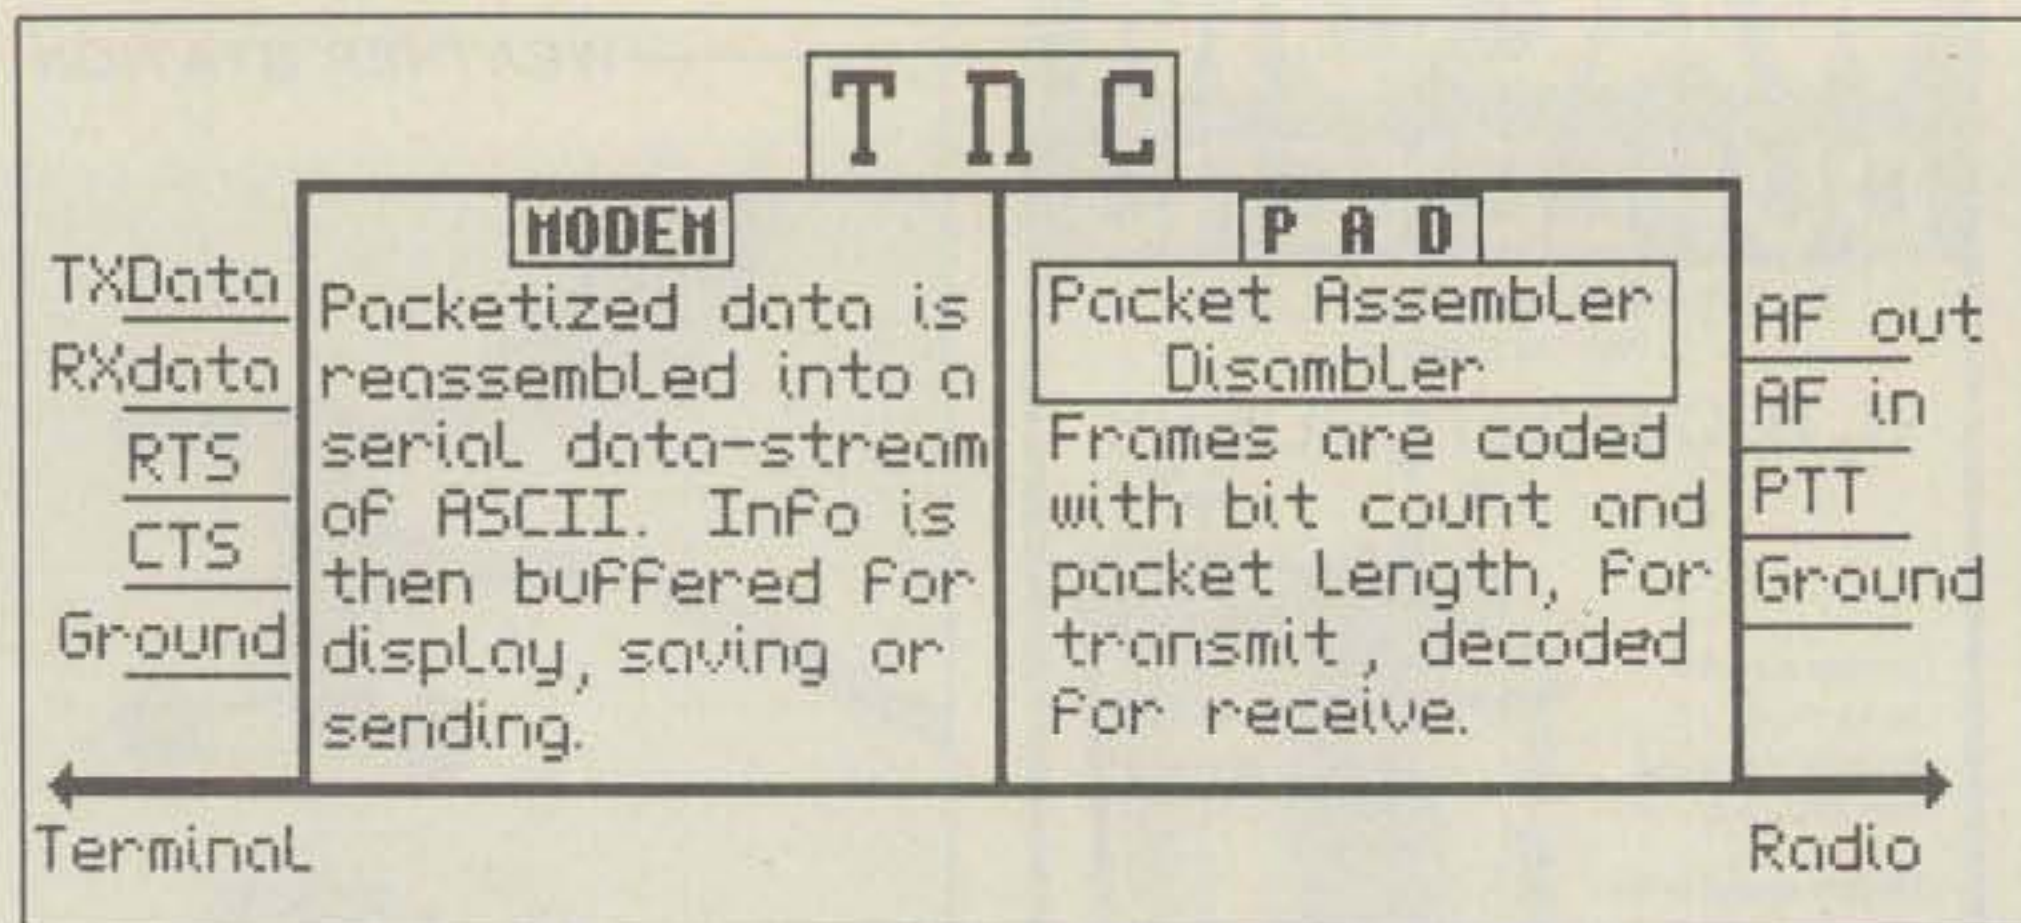 TNC
MODEM
Packetized data is
reassembled into a
serial data-stream
of ASCII. Info is
then buffered for
display, saving or
sending.
PAD
Packet Assembler
Disambler
Frames are coded
with bit count and
packet length, for
transmit, decoded
for receive.
TXData
RXdata
RTS
CTS
Ground
AF out
AF in
PTT
Ground
Terminal
Radio